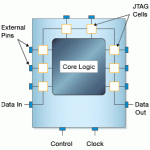 External
Pins
JTAG
Cells
Core Logic
Data In
Data
Out
Control
Clock